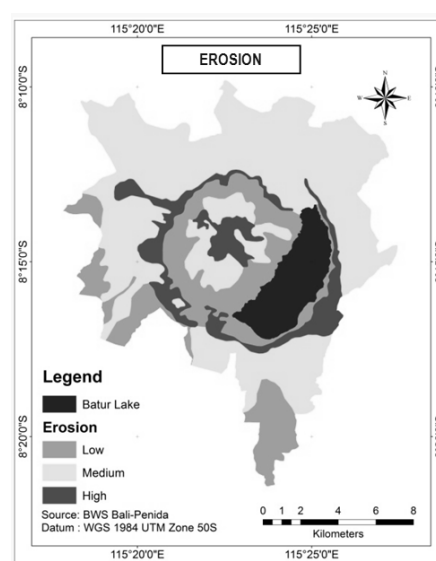 115°20'0"E 115°25'0"E
EROSION
N
W E
S
8°10'0"S
8°15'0"S
8°20'0"S
Legend
Batur Lake
Erosion
Low
Medium
High
Source: BWS Bali-Penida
Datum : WGS 1984 UTM Zone 50S
0 1 2 4 6 8
Kilometers
115°20'0"E 115°25'0"E